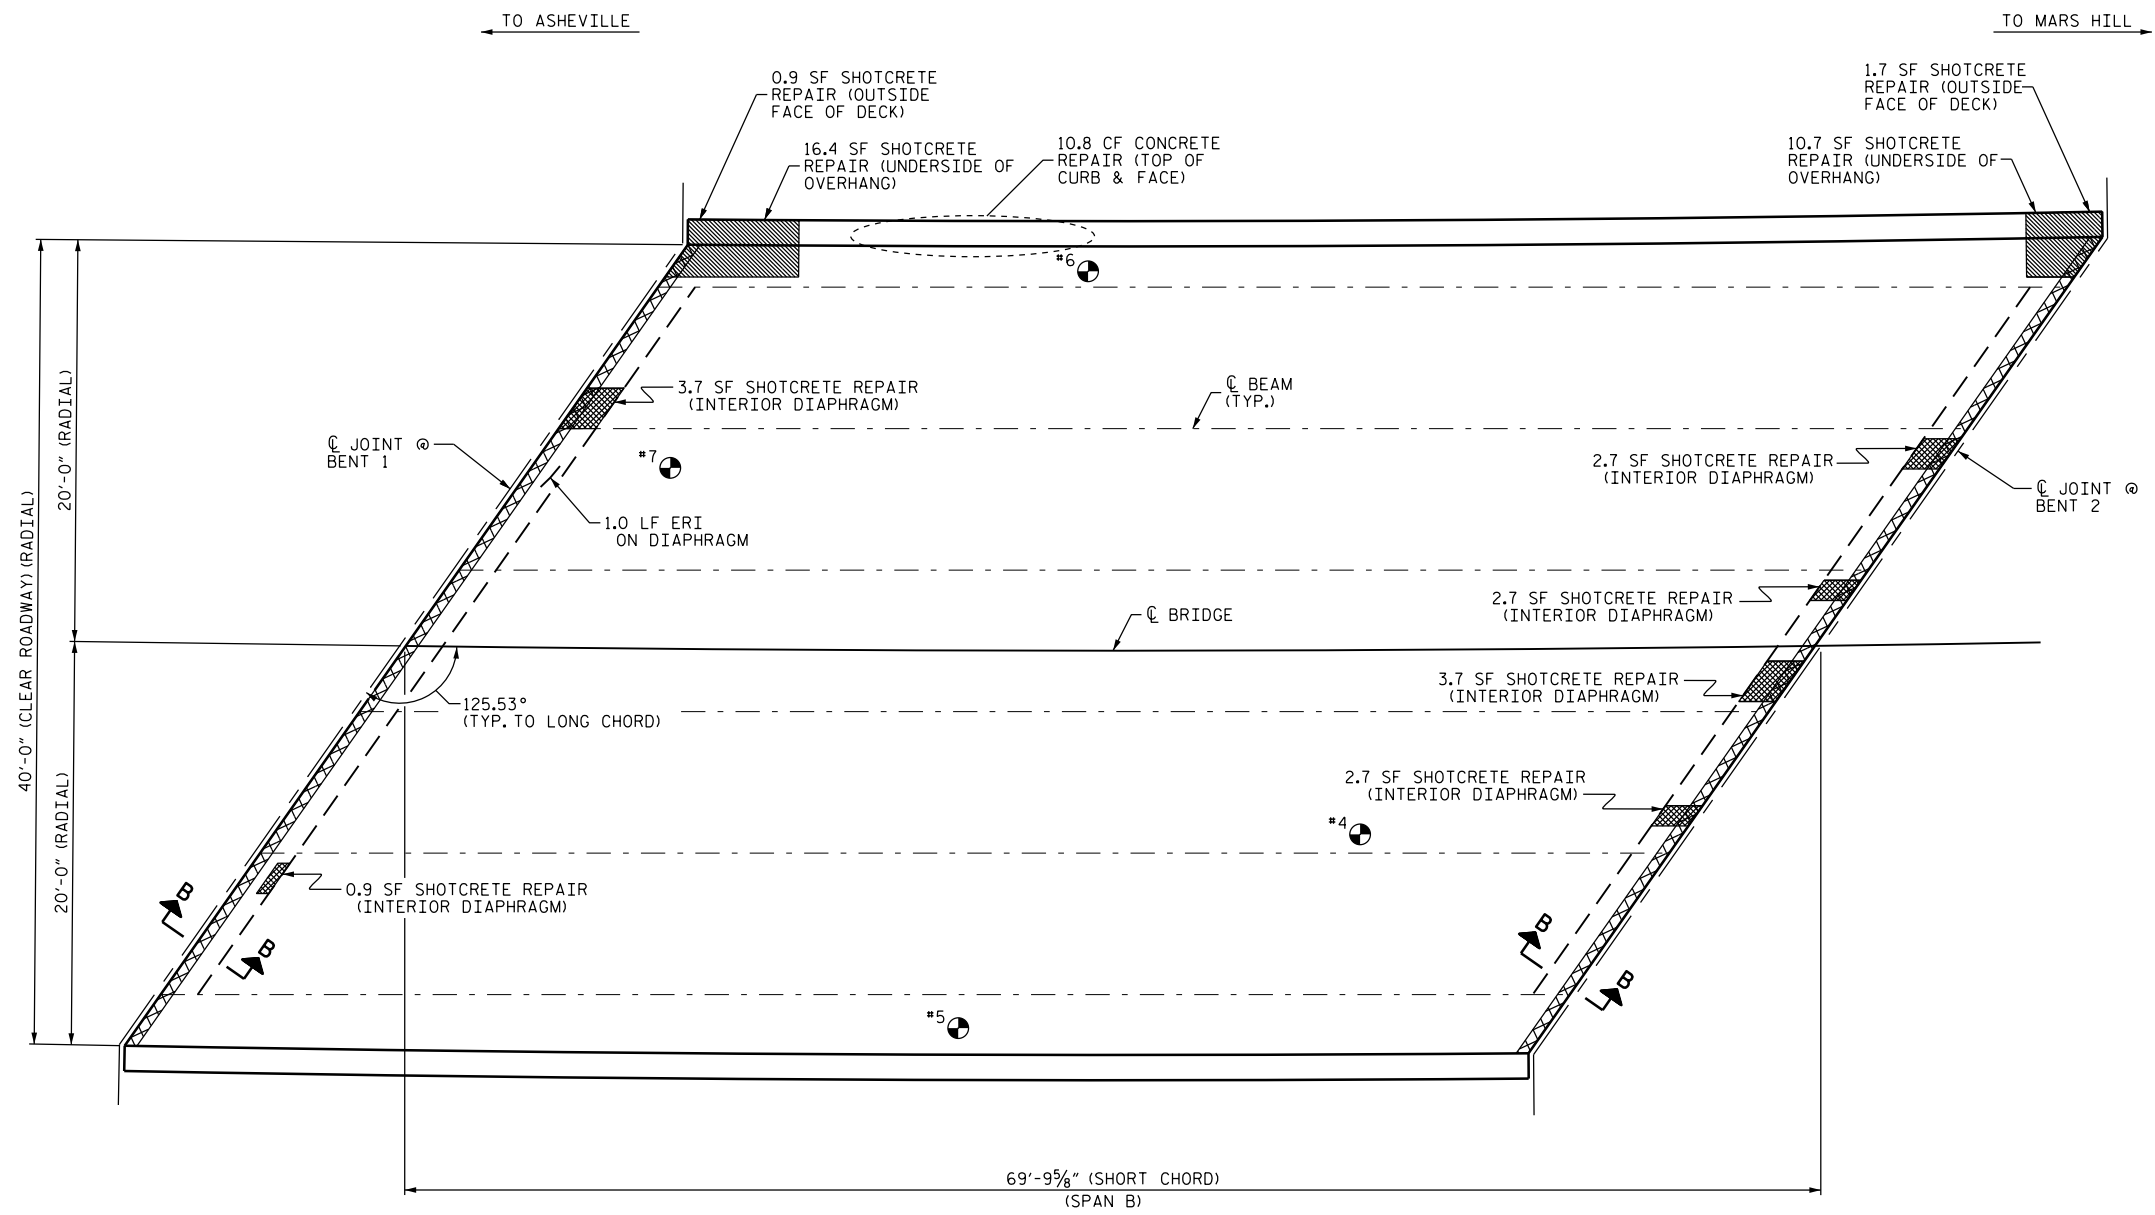 TO ASHEVILLE
TO MARS HILL
0.9 SF SHOTCRETE
REPAIR (OUTSIDE
FACE OF DECK)
1.7 SF SHOTCRETE
REPAIR (OUTSIDE
FACE OF DECK)
16.4 SF SHOTCRETE
REPAIR (UNDERSIDE OF
OVERHANG)
10.8 CF CONCRETE
REPAIR (TOP OF
CURB & FACE)
10.7 SF SHOTCRETE
REPAIR (UNDERSIDE OF
OVERHANG)
#6
3.7 SF SHOTCRETE REPAIR
(INTERIOR DIAPHRAGM)
℄ BEAM
(TYP.)
℄ JOINT @
BENT 1
#7
2.7 SF SHOTCRETE REPAIR
(INTERIOR DIAPHRAGM)
℄ JOINT @
BENT 2
1.0 LF ERI
ON DIAPHRAGM
20'-0" (RADIAL)
40'-0" (CLEAR ROADWAY) (RADIAL)
20'-0" (RADIAL)
2.7 SF SHOTCRETE REPAIR
(INTERIOR DIAPHRAGM)
℄ BRIDGE
3.7 SF SHOTCRETE REPAIR
(INTERIOR DIAPHRAGM)
125.53°
(TYP. TO LONG CHORD)
2.7 SF SHOTCRETE REPAIR
(INTERIOR DIAPHRAGM)
#4
0.9 SF SHOTCRETE REPAIR
(INTERIOR DIAPHRAGM)
B
B
B
B
#5
69'-9⅝" (SHORT CHORD)
(SPAN B)